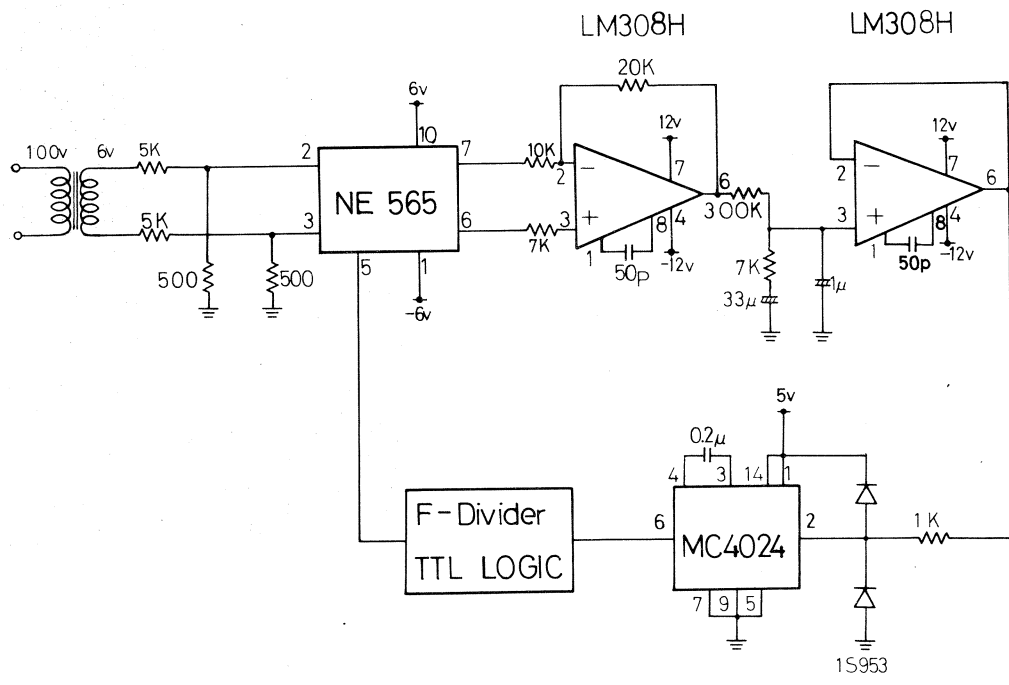 LM308H LM308H
20K
6v
12v 12v
10
100v 6v 5K 2 7 10K 2 − 7 6 2 − 7 6
NE 565
300K
5K 3 6 7K 3 + 8 4 3 + 8 4
1 50p -12v 1 50p -12v
500 500 5 1
-6v
7K
33μ 1μ
5v
0.2μ
4 3 14 1
F-Divider
TTL LOGIC
6 MC4024 2 1K
7 9 5
1S953